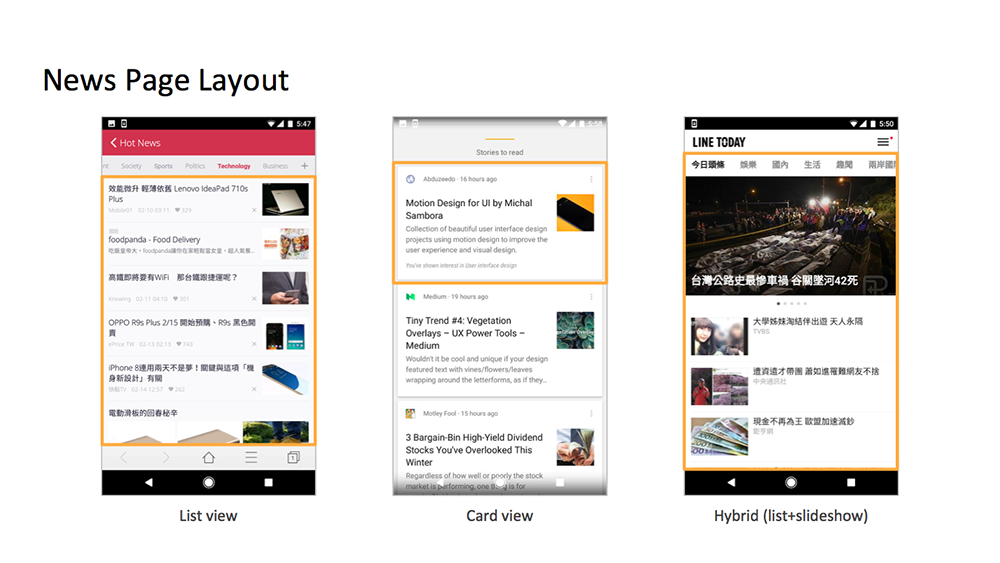 News Page Layout
5:47
Hot News
nt Society Sports Politics Technology Business +
效能微升 輕薄依舊 Lenovo IdeaPad 710s
Plus
Mobile01 02-10 03:11 329
foodpanda - Food Delivery
高鐵即將要有WiFi 那台鐵跟捷運呢？
Knowing 02-11 04:10 301
OPPO R9s Plus 2/15 開始預購、R9s 黑色開
賣
ePrice TW 02-13 02:13 743
iPhone 8連用兩天不是夢！關鍵與這項「機
身新設計」有關
02-14 12:57 262
電動滑板的回春秘辛
1
List view
5:58
Stories to read
Abduzeedo · 16 hours ago
Motion Design for UI by Michal
Sambora
Collection of beautiful user interface design
projects using motion design to improve the
user experience and visual design.
You've shown interest in User interface design
Medium · 19 hours ago
Tiny Trend #4: Vegetation
Overlays – UX Power Tools –
Medium
Wouldn't it be cool and unique if your design
featured text with vines/flowers/leaves
wrapping around the letterforms, as if they…
Motley Fool · 15 hours ago
3 Bargain-Bin High-Yield Dividend
Stocks You've Overlooked This
Winter
Regardless of how well or poorly the stock
market is performing, one thing is for
Card view
5:50
LINE TODAY
今日頭條 娛樂 國內 生活 趣聞 兩岸國際
台灣公路史最慘車禍 谷關墜河42死
大學姊妹淘結伴出遊 天人永隔
TVBS
遭資遣才帶團 蕭如進罹難網友不捨
中央通訊社
現金不再為王 歐盟加速滅鈔
鉅亨網
Hybrid (list+slideshow)